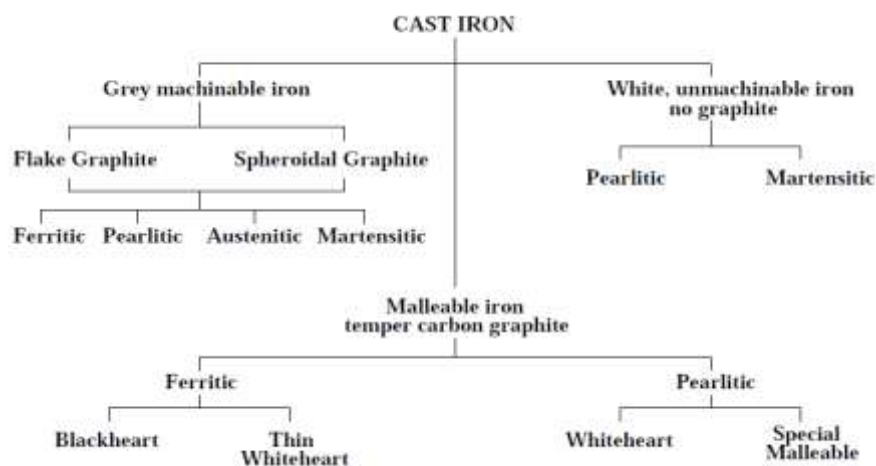 CAST IRON
Grey machinable iron
White, unmachinable iron
no graphite
Flake Graphite
Spheroidal Graphite
Pearlitic
Martensitic
Ferritic
Pearlitic
Austenitic
Martensitic
Malleable iron
temper carbon graphite
Ferritic
Pearlitic
Blackheart
Thin
Whiteheart
Whiteheart
Special
Malleable